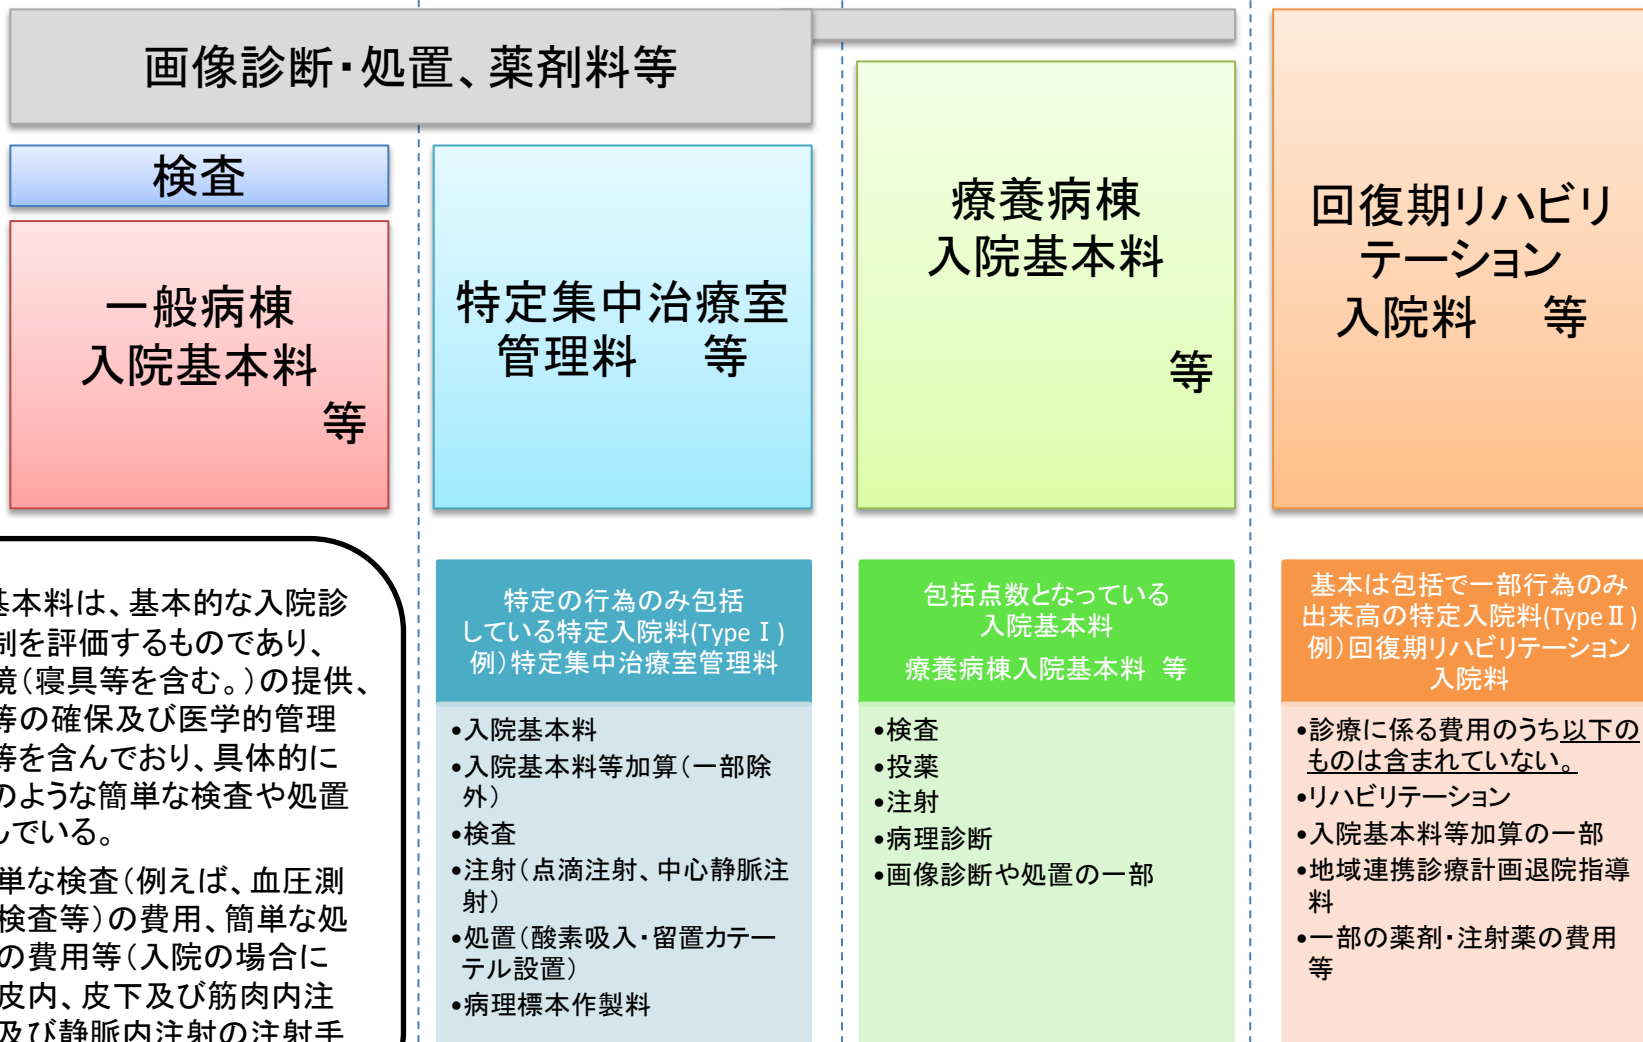 画像診断・処置、薬剤料等
検査
一般病棟
入院基本料
等
特定集中治療室
管理料　等
療養病棟
入院基本料
等
回復期リハビリ
テーション
入院料　等
基本料は、基本的な入院診
制を評価するものであり、
境（寝具等を含む。）の提供、
等の確保及び医学的管理
等を含んでおり、具体的に
のような簡単な検査や処置
んでいる。
単な検査（例えば、血圧測
検査等）の費用、簡単な処
の費用等（入院の場合に
皮内、皮下及び筋肉内注
及び静脈内注射の注射手
特定の行為のみ包括
している特定入院料(TypeⅠ)
例）特定集中治療室管理料
•入院基本料
•入院基本料等加算（一部除
外）
•検査
•注射（点滴注射、中心静脈注
射）
•処置（酸素吸入・留置カテー
テル設置）
•病理標本作製料
包括点数となっている
入院基本料
療養病棟入院基本料　等
•検査
•投薬
•注射
•病理診断
•画像診断や処置の一部
基本は包括で一部行為のみ
出来高の特定入院料(TypeⅡ)
例）回復期リハビリテーション
入院料
•診療に係る費用のうち以下の
ものは含まれていない。
•リハビリテーション
•入院基本料等加算の一部
•地域連携診療計画退院指導
料
•一部の薬剤・注射薬の費用
等